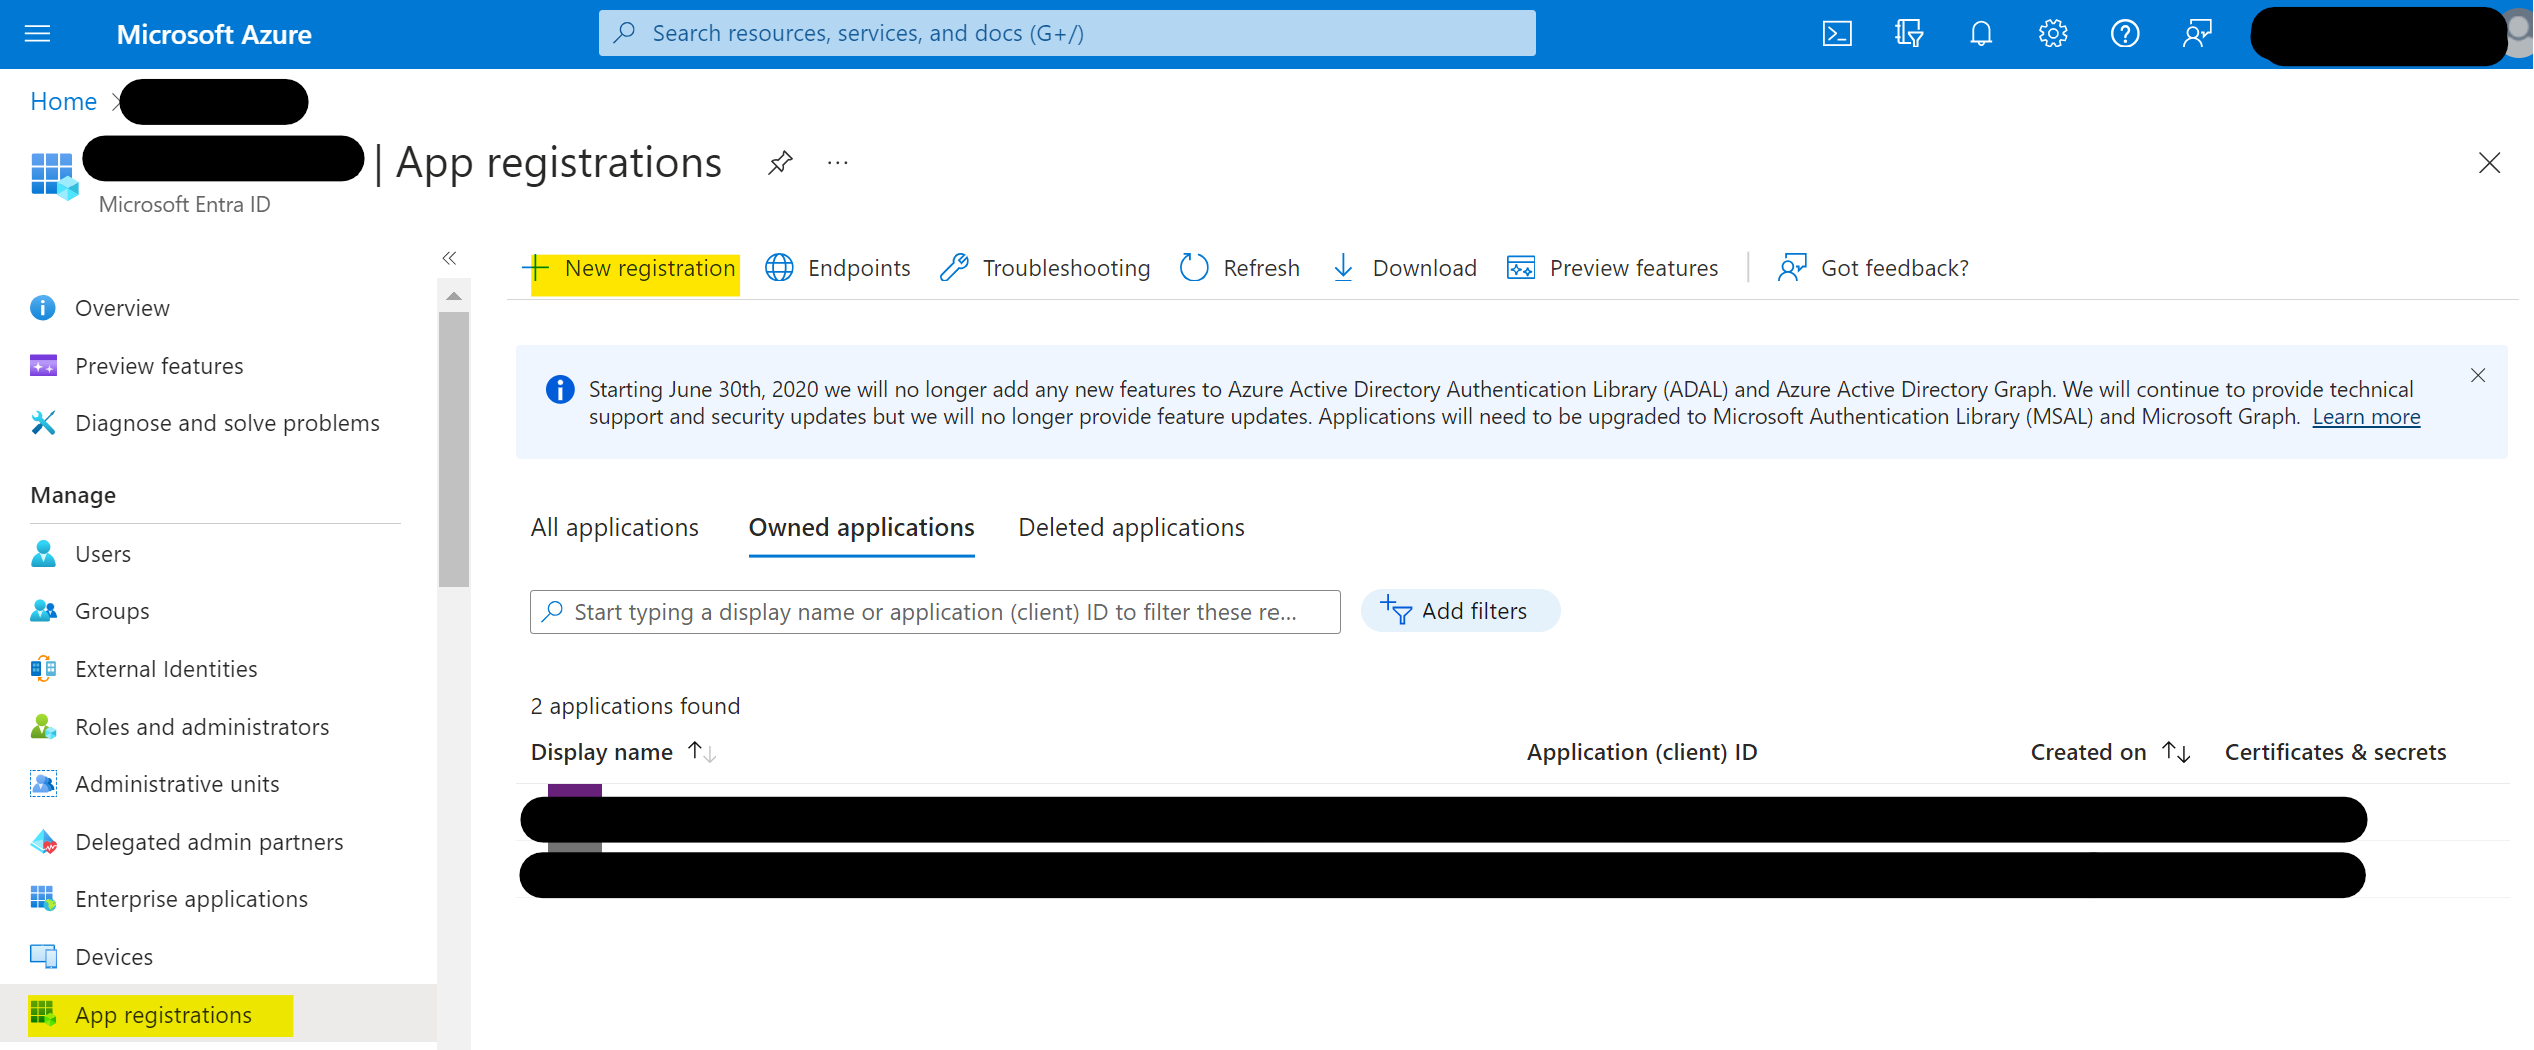 Microsoft Azure
Search resources, services, and docs (G+/)
Home
| App registrations
Microsoft Entra ID
New registration
Endpoints
Troubleshooting
Refresh
Download
Preview features
Got feedback?
Overview
Preview features
Diagnose and solve problems
Manage
Users
Groups
External Identities
Roles and administrators
Administrative units
Delegated admin partners
Enterprise applications
Devices
App registrations
Starting June 30th, 2020 we will no longer add any new features to Azure Active Directory Authentication Library (ADAL) and Azure Active Directory Graph. We will continue to provide technical
support and security updates but we will no longer provide feature updates. Applications will need to be upgraded to Microsoft Authentication Library (MSAL) and Microsoft Graph. Learn more
All applications
Owned applications
Deleted applications
Start typing a display name or application (client) ID to filter these re...
Add filters
2 applications found
Display name
Application (client) ID
Created on
Certificates & secrets